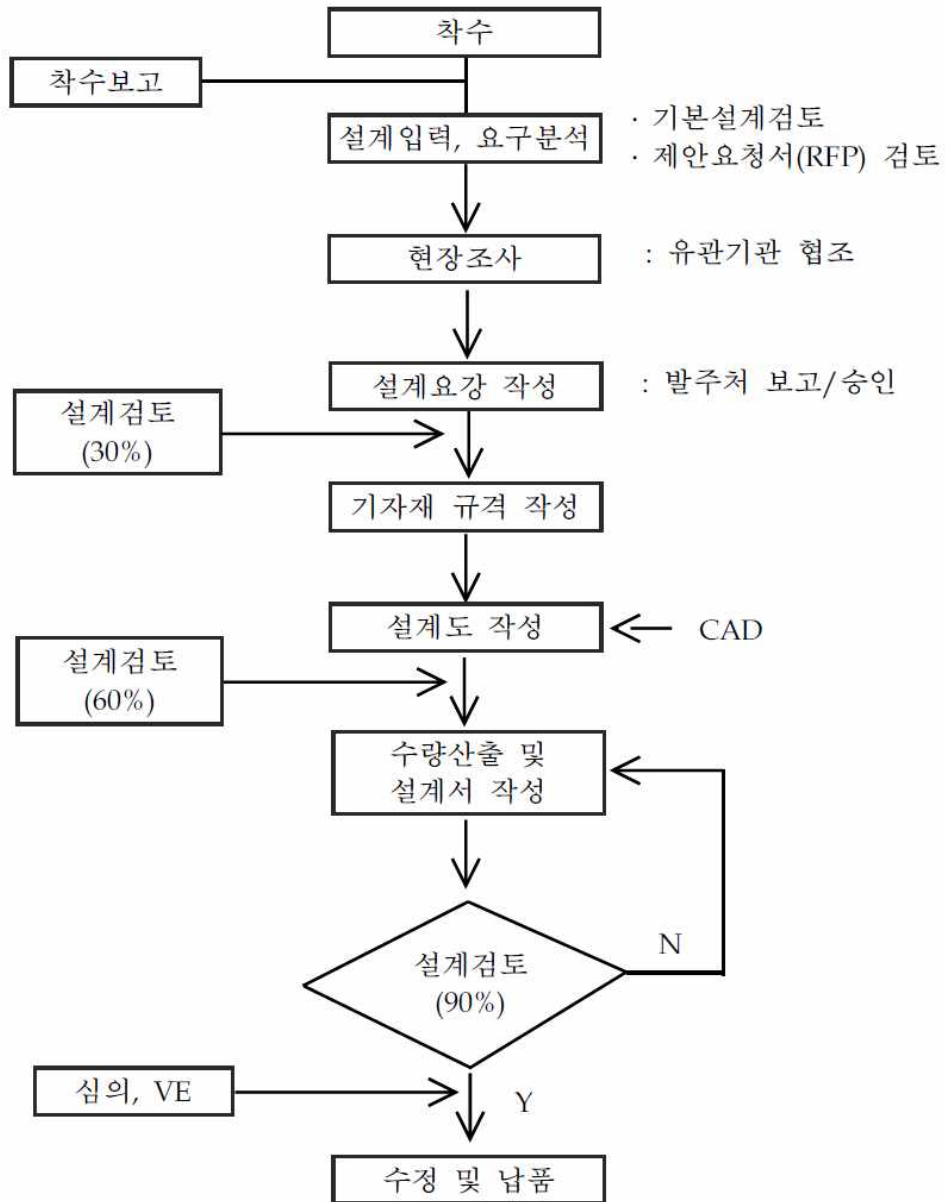 착수
착수보고
설계입력, 요구분석
· 기본설계검토
· 제안요청서(RFP) 검토
현장조사
: 유관기관 협조
설계요강 작성
: 발주처 보고/승인
설계검토
(30%)
기자재 규격 작성
설계도 작성
CAD
설계검토
(60%)
수량산출 및
설계서 작성
설계검토
(90%)
N
심의, VE
Y
수정 및 납품